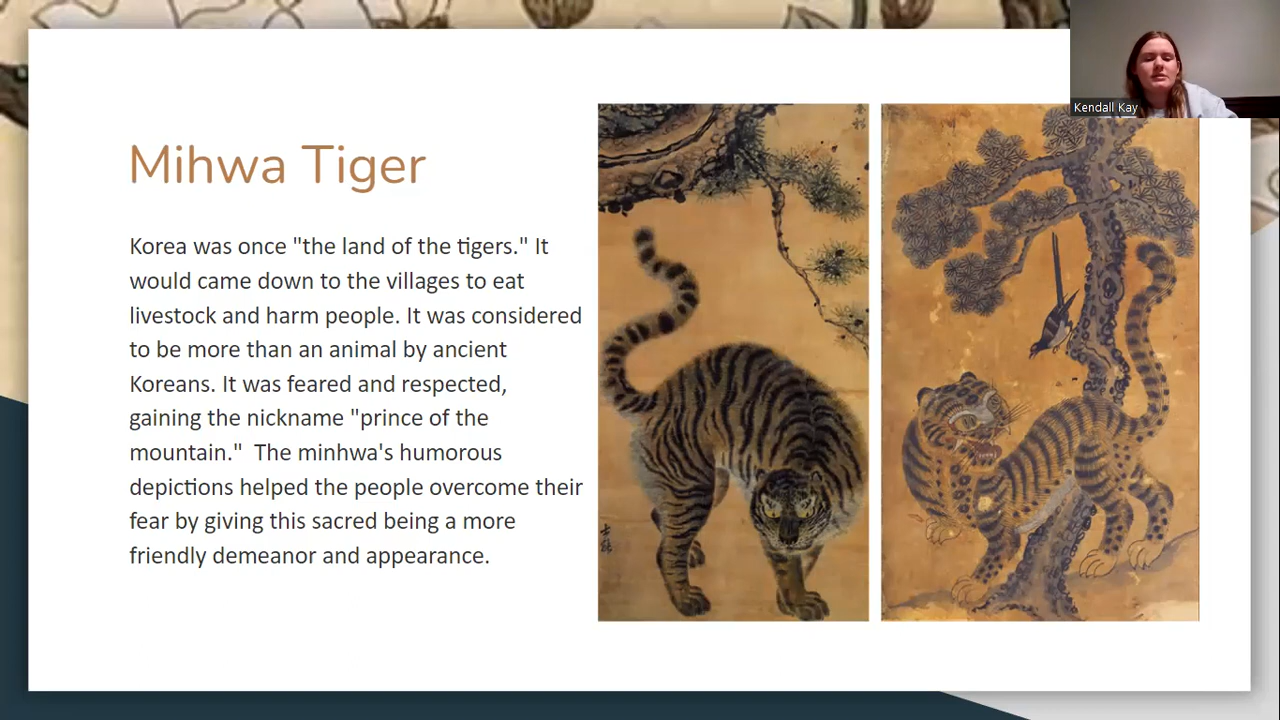 Kendall Kay
Mihwa Tiger
Korea was once "the land of the tigers." It
would came down to the villages to eat
livestock and harm people. It was considered
to be more than an animal by ancient
Koreans. It was feared and respected,
gaining the nickname "prince of the
mountain."  The minhwa's humorous
depictions helped the people overcome their
fear by giving this sacred being a more
friendly demeanor and appearance.